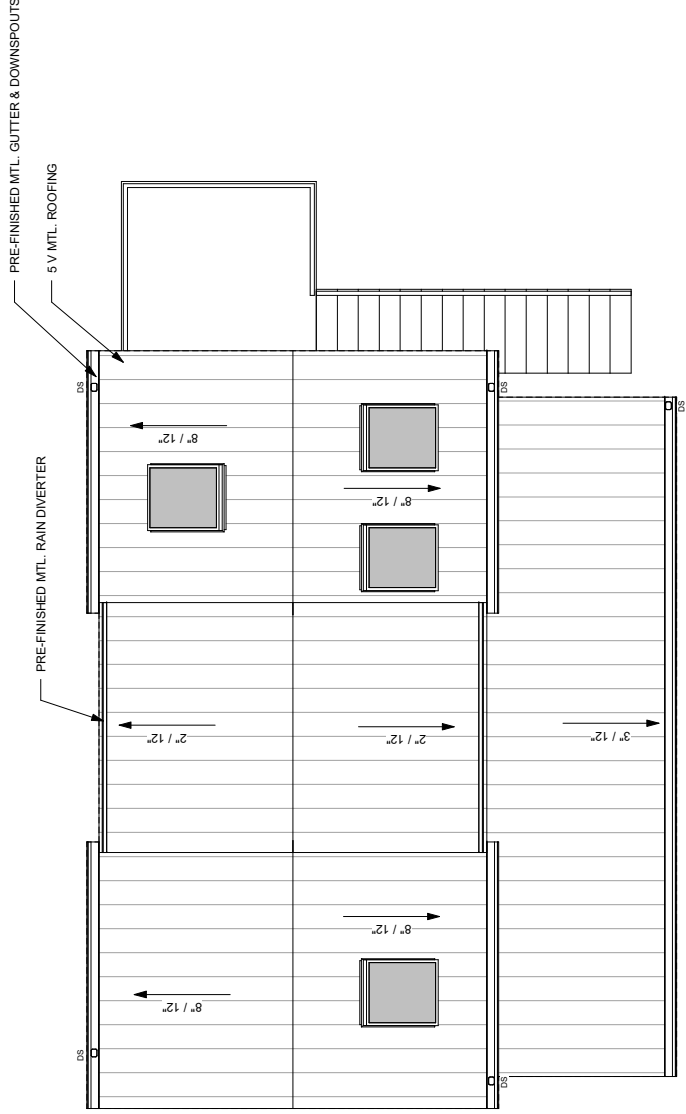 PRE-FINISHED MTL. GUTTER & DOWNSPOUTS
5 V MTL. ROOFING
PRE-FINISHED MTL. RAIN DIVERTER
DS
DS
DS
8" / 12"
8" / 12"
2" / 12"
2" / 12"
3" / 12"
8" / 12"
8" / 12"
DS
DS